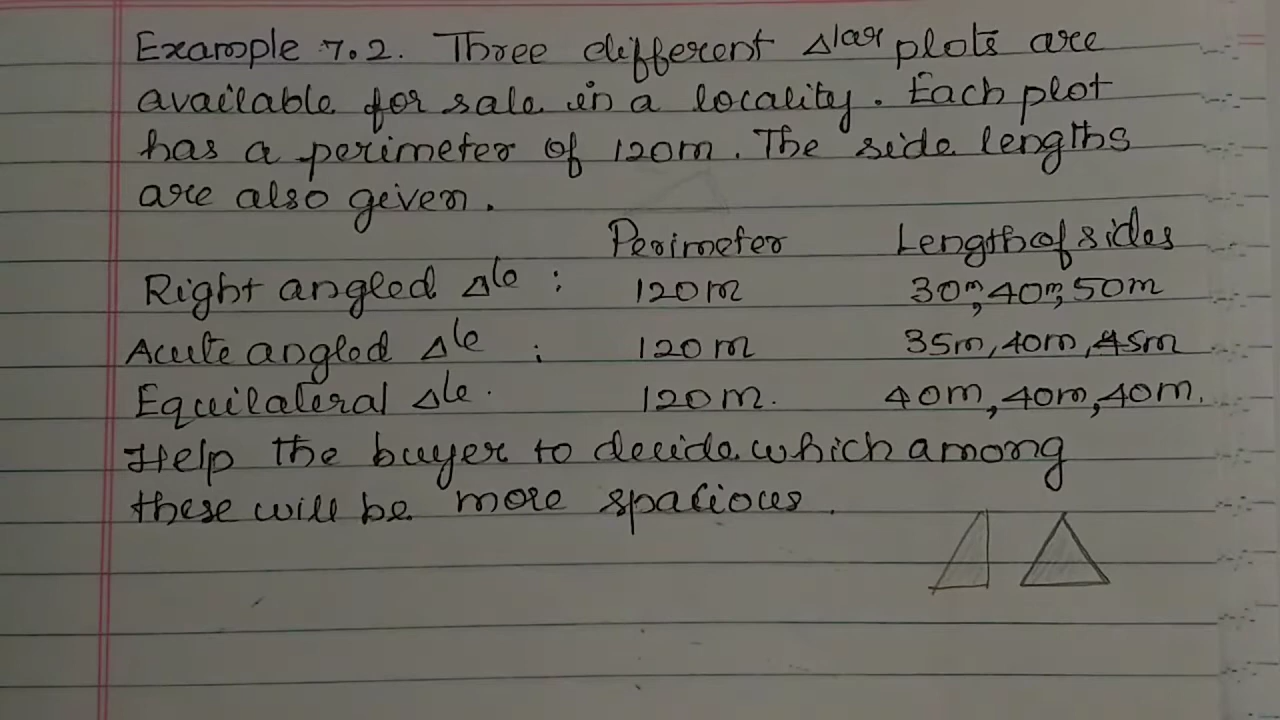 Example 7.2. Three different Δlar plots are
available for sale in a locality. Each plot
has a perimeter of 120m. The side lengths
are also given.
Perimeter Length of sides
Right angled Δle : 120m 30m, 40m, 50m
Acute angled Δle : 120m 35m, 40m, 45m
Equilateral Δle. 120m. 40m, 40m, 40m.
Help the buyer to decide which among
these will be more spacious.